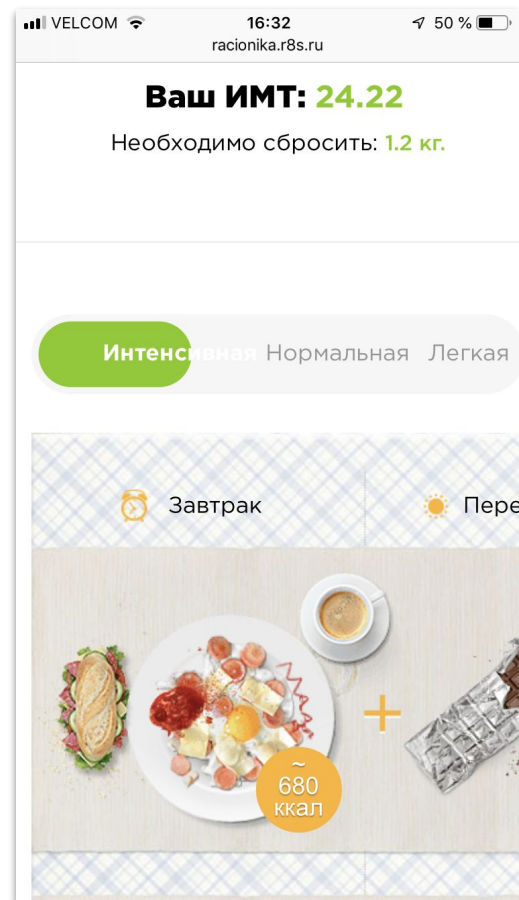 VELCOM 16:32 50 %
racionika.r8s.ru
Ваш ИМТ: 24.22
Необходимо сбросить: 1.2 кг.
Интенсивная Нормальная Легкая
Завтрак Пере
~
680
ккал